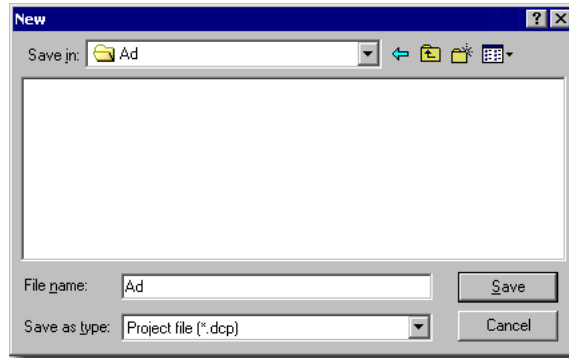 New
Save in: Ad
File name: Ad Save
Save as type: Project file (*.dcp) Cancel